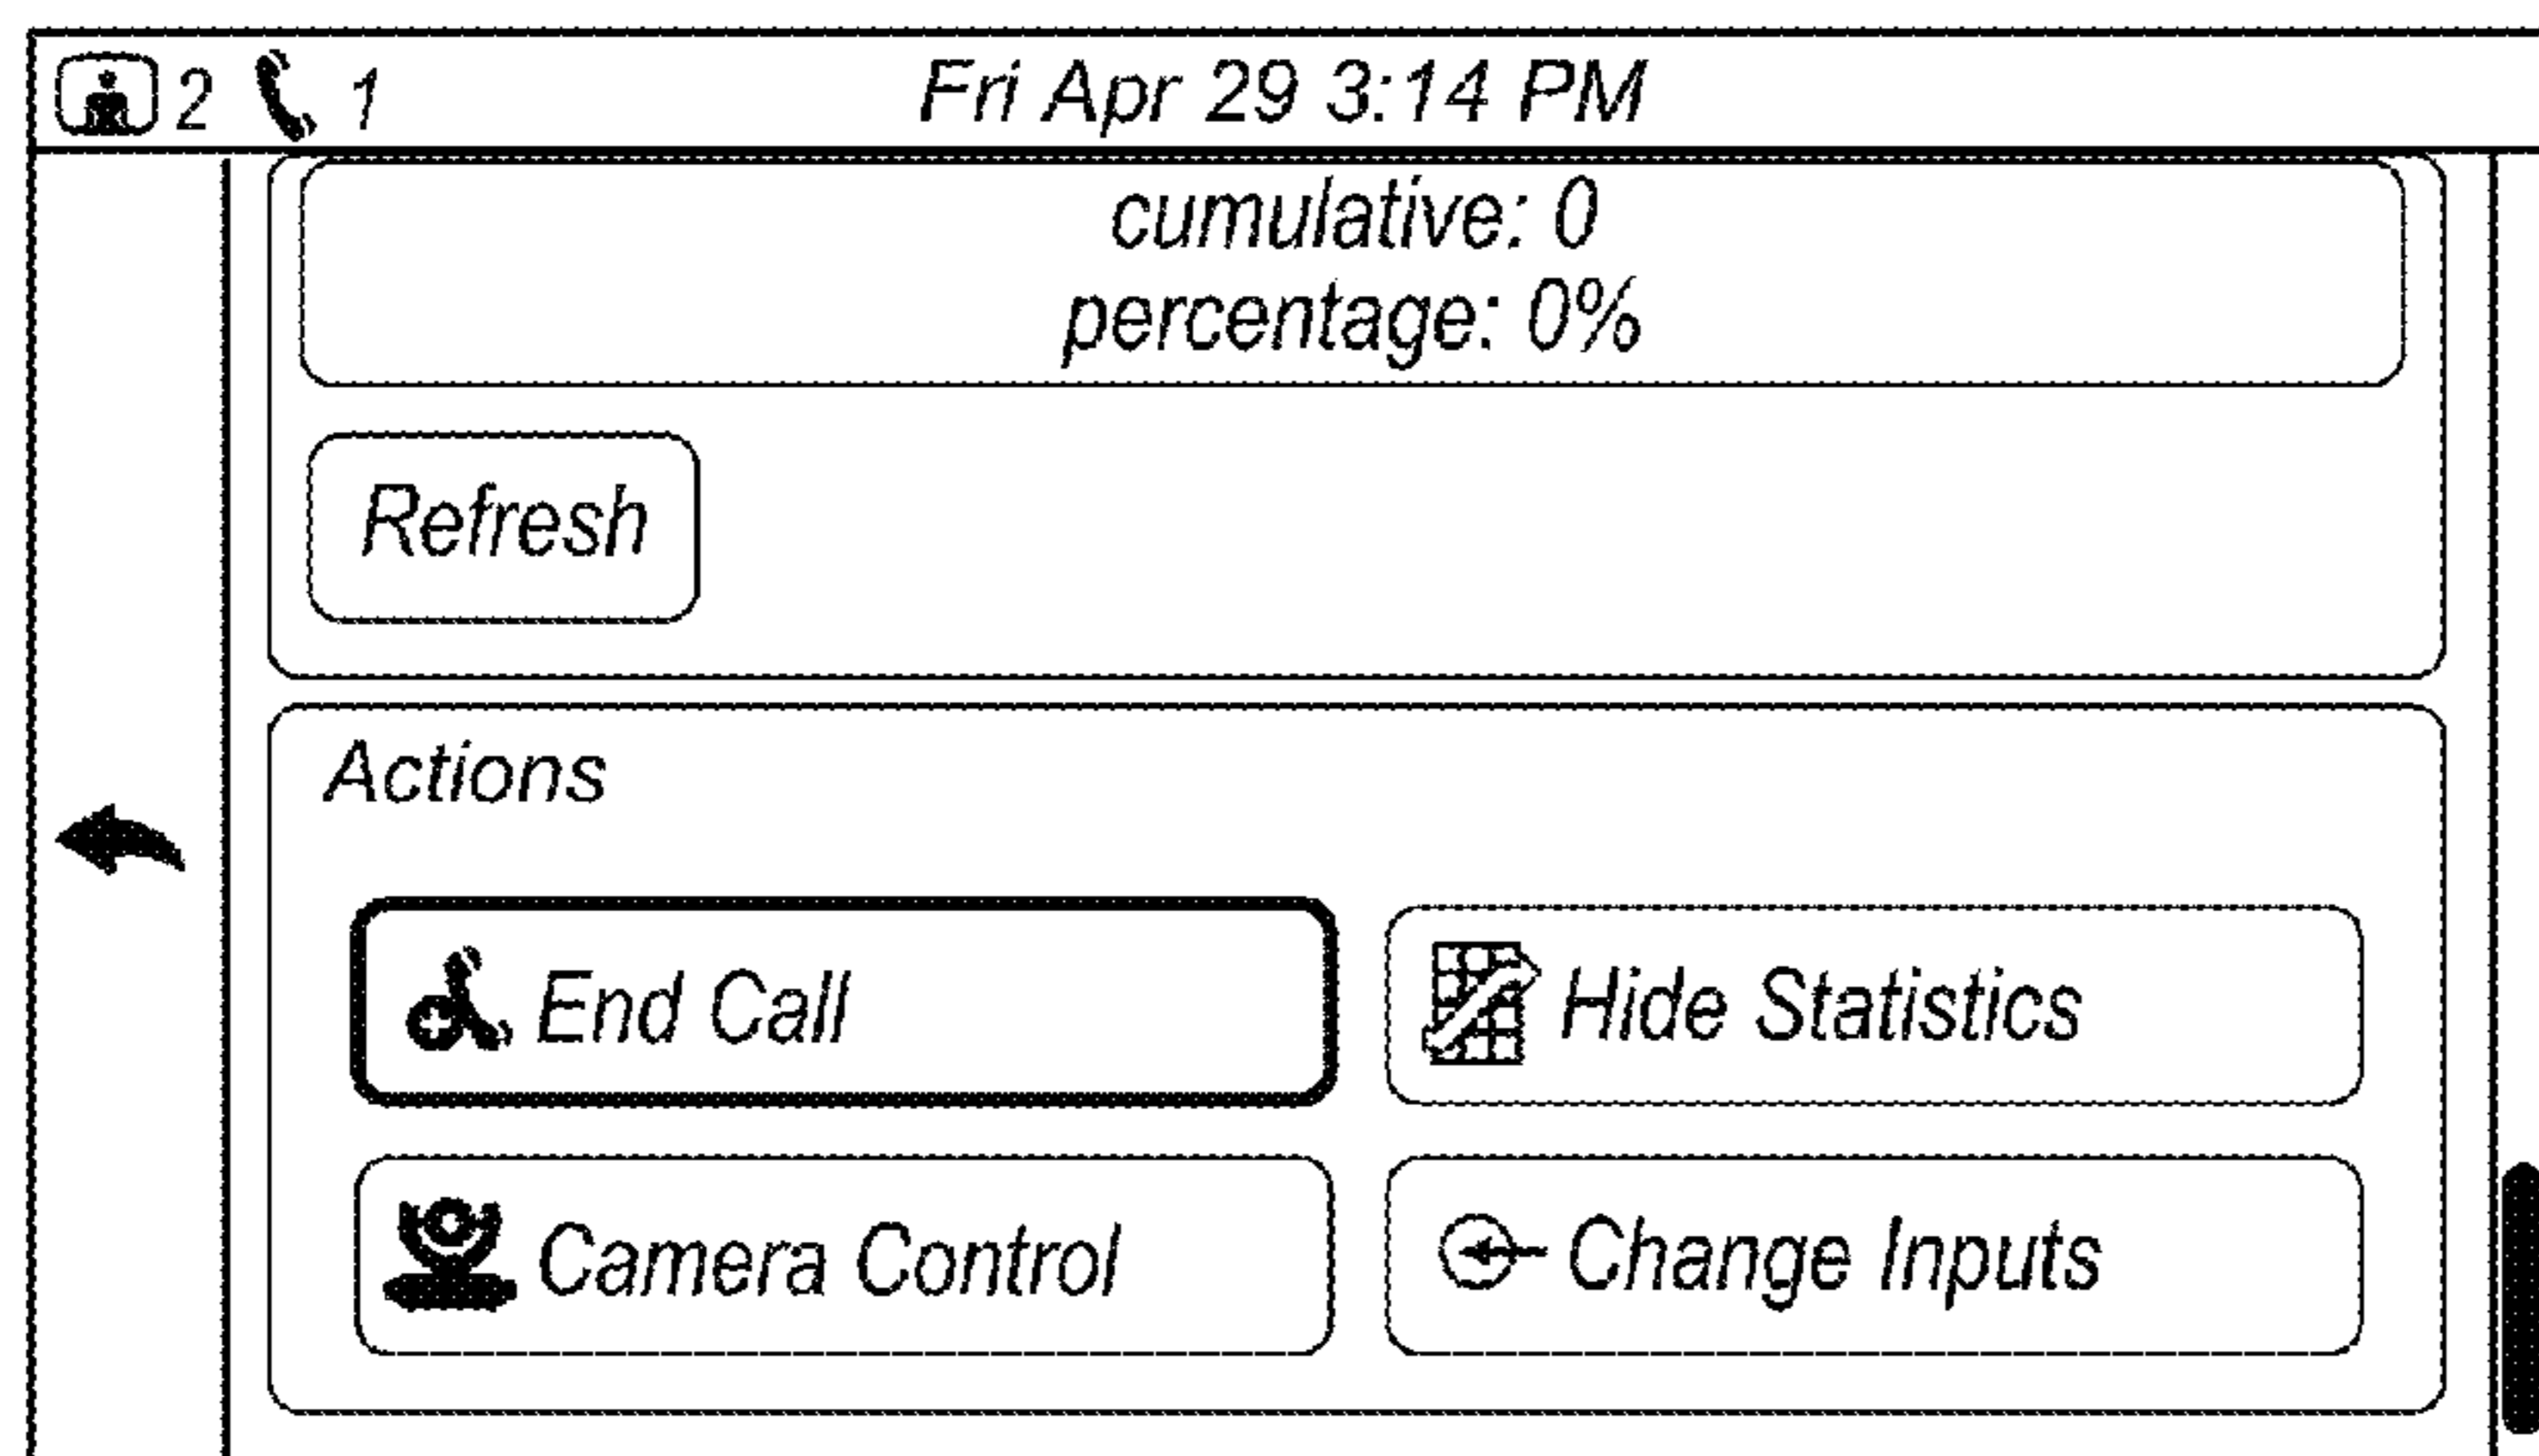 2 1 Fri Apr 29 3:14 PM
cumulative: 0
percentage: 0%
Refresh
Actions
End Call Hide Statistics
Camera Control Change Inputs